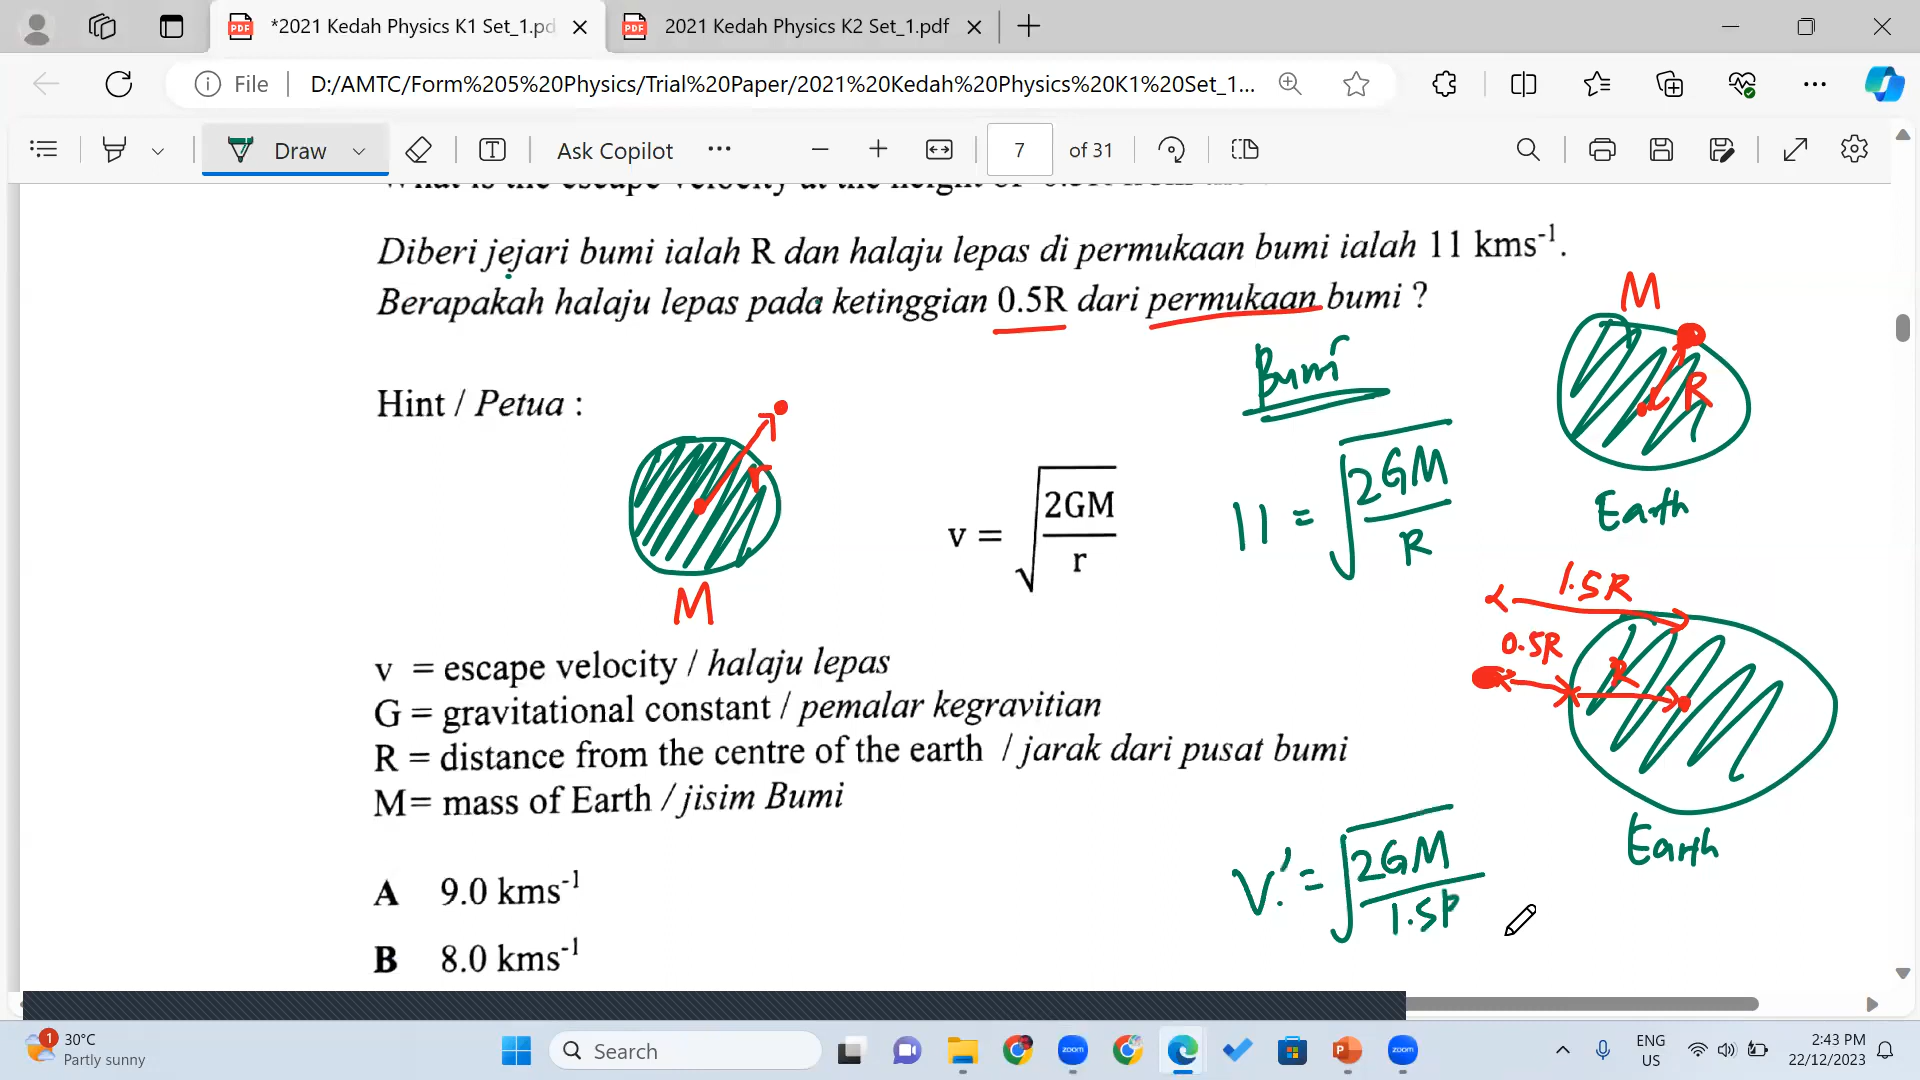 *2021 Kedah Physics K1 Set_1.pd
2021 Kedah Physics K2 Set_1.pdf
File
D:/AMTC/Form%205%20Physics/Trial%20Paper/2021%20Kedah%20Physics%20K1%20Set_1...
Draw
Ask Copilot
7
of 31
Diberi jejari bumi ialah R dan halaju lepas di permukaan bumi ialah 11 kms⁻¹.
Berapakah halaju lepas pada ketinggian 0.5R dari permukaan bumi ?
M
R
Earth
Bumi
Hint / Petua :
r
M
v = √(2GM/r)
11 = √(2GM/R)
1.5R
0.5R
R
Earth
v = escape velocity / halaju lepas
G = gravitational constant / pemalar kegravitian
R = distance from the centre of the earth / jarak dari pusat bumi
M= mass of Earth / jisim Bumi
A 9.0 kms⁻¹
B 8.0 kms⁻¹
1
30°C
Partly sunny
Search
zoom
zoom
ENG
US
2:43 PM
22/12/2023